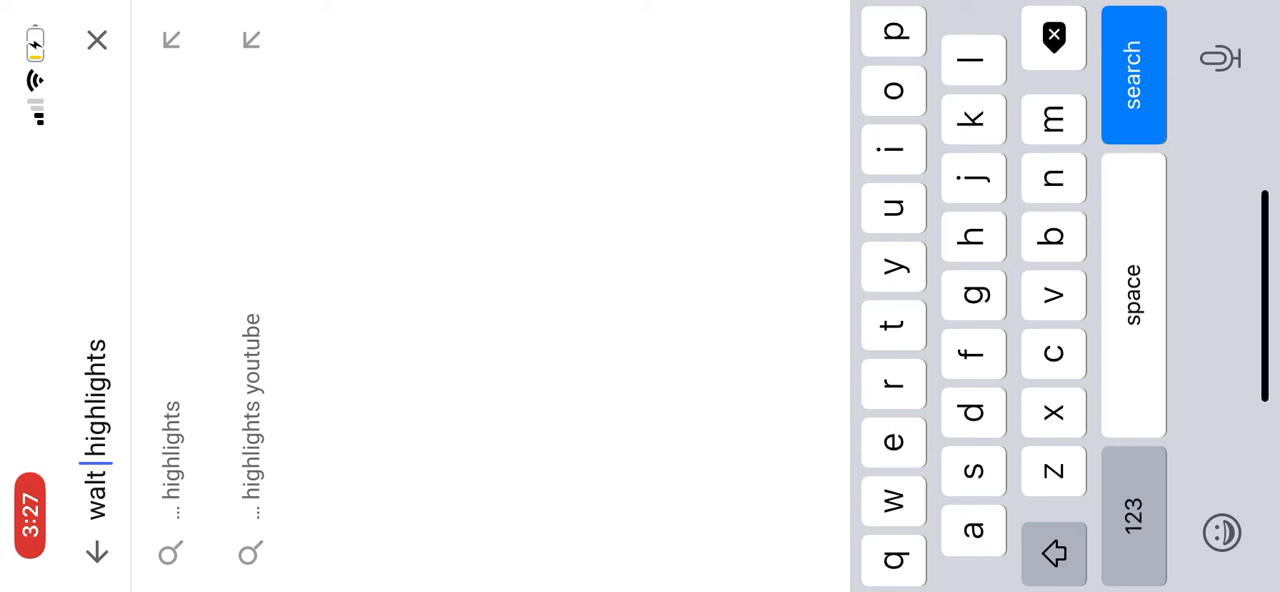 3:27
walt highlights
... highlights
... highlights youtube
q w e r t y u i o p
a s d f g h j k l
z x c v b n m
123 space search